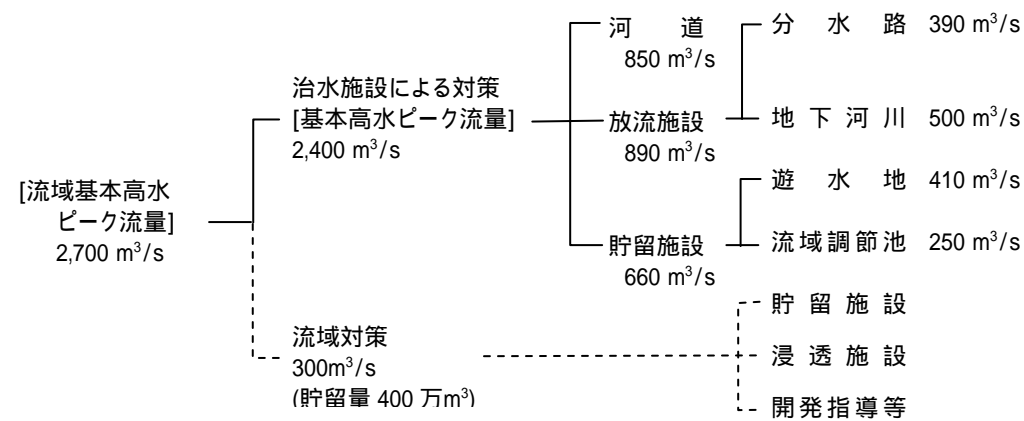 [流域基本高水
ピーク流量]
2,700 m³/s
治水施設による対策
[基本高水ピーク流量]
2,400 m³/s
河道
850 m³/s
放流施設
890 m³/s
貯留施設
660 m³/s
分水路 390 m³/s
地下河川 500 m³/s
遊水地 410 m³/s
流域調節池 250 m³/s
流域対策
300m³/s
(貯留量 400 万m³)
貯留施設
浸透施設
開発指導等